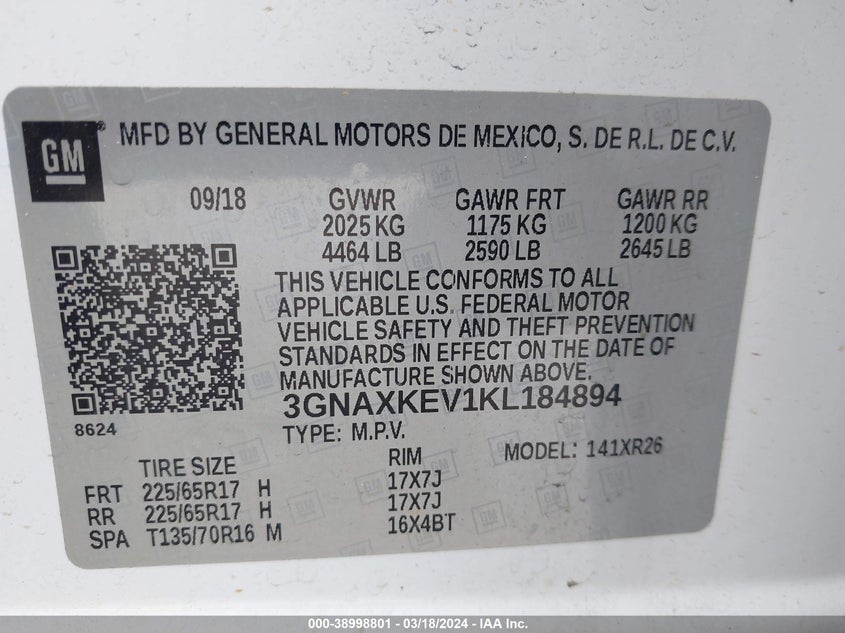 GM
MFD BY GENERAL MOTORS DE MEXICO, S. DE R.L. DE C.V.
09/18 GVWR GAWR FRT GAWR RR
2025 KG 1175 KG 1200 KG
4464 LB 2590 LB 2645 LB
THIS VEHICLE CONFORMS TO ALL
APPLICABLE U.S. FEDERAL MOTOR
VEHICLE SAFETY AND THEFT PREVENTION
STANDARDS IN EFFECT ON THE DATE OF
MANUFACTURE SHOWN ABOVE.
3GNAXKEV1KL184894
8624
TYPE: M.P.V.
MODEL: 141XR26
TIRE SIZE RIM
FRT 225/65R17 H 17X7J
RR 225/65R17 H 17X7J
SPA T135/70R16 M 16X4BT
000-38998801 - 03/18/2024 - IAA Inc.